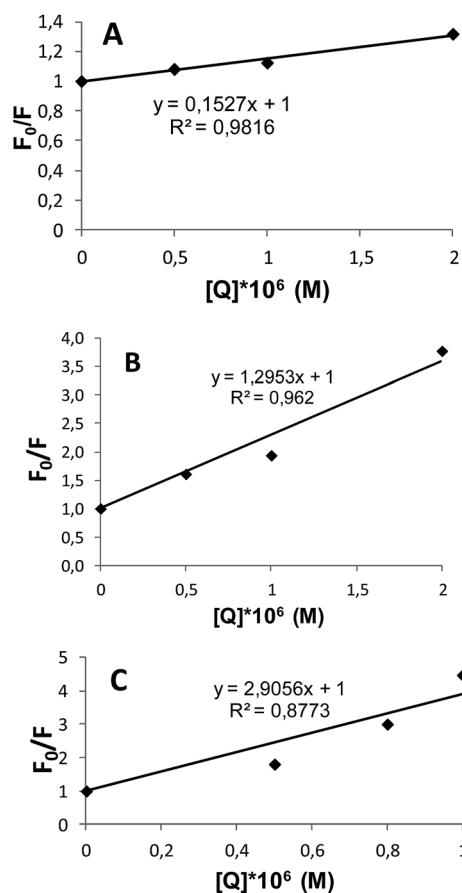 A
1,4
1,2
1
0,8
0,6
0,4
0,2
0
F₀/F
y = 0,1527x + 1
R² = 0,9816
0 0,5 1 1,5 2
[Q]*10⁶ (M)
B
4,0
3,5
3,0
2,5
2,0
1,5
1,0
0,5
0,0
F₀/F
y = 1,2953x + 1
R² = 0,962
0 0,5 1 1,5 2
[Q]*10⁶ (M)
C
5
4
3
2
1
0
F₀/F
y = 2,9056x + 1
R² = 0,8773
0 0,2 0,4 0,6 0,8 1
[Q]*10⁶ (M)